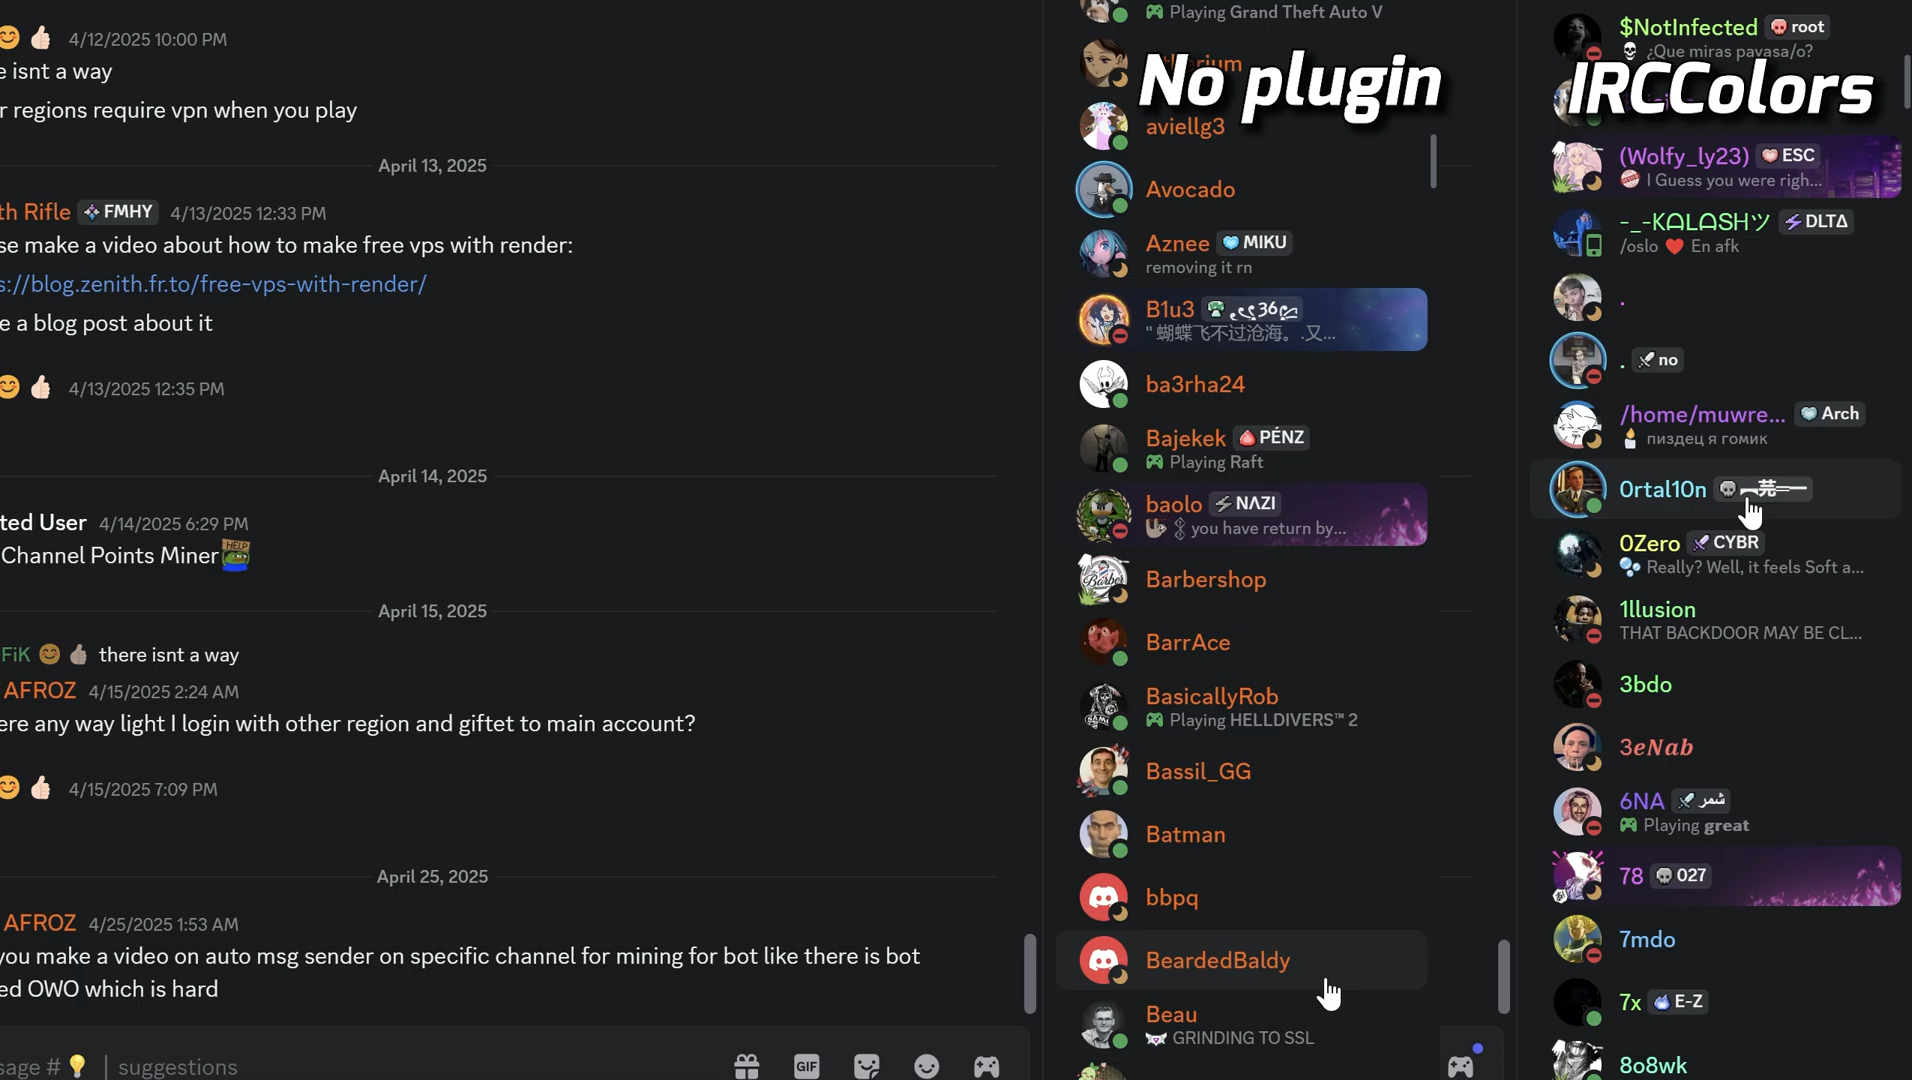 4/12/2025 10:00 PM
e isnt a way
r regions require vpn when you play
April 13, 2025
th Rifle FMHY 4/13/2025 12:33 PM
se make a video about how to make free vps with render:
s://blog.zenith.fr.to/free-vps-with-render/
e a blog post about it
4/13/2025 12:35 PM
April 14, 2025
ted User 4/14/2025 6:29 PM
Channel Points Miner
HELP
April 15, 2025
FiK there isnt a way
AFROZ 4/15/2025 2:24 AM
ere any way light I login with other region and giftet to main account?
4/15/2025 7:09 PM
April 25, 2025
AFROZ 4/25/2025 1:53 AM
you make a video on auto msg sender on specific channel for mining for bot like there is bot
ed OWO which is hard
sage # 💡 | suggestions
GIF
Playing Grand Theft Auto V
No plugin
aviellg3
Avocado
Aznee MIKU
removing it rn
B1u3
" 蝴蝶飞不过沧海。.又...
ba3rha24
Bajekek PÉNZ
Playing Raft
baolo NΛZI
you have return by...
Barbershop
BarrAce
BasicallyRob
Playing HELLDIVERS™ 2
Bassil_GG
Batman
bbpq
BeardedBaldy
Beau
GRINDING TO SSL
$NotInfected root
¿Que miras payasa/o?
IRCColors
(Wolfy_ly23) ESC
I Guess you were righ...
-_-KᗩᒪᗩSHツ DLTΔ
/oslo ❤️ En afk
.
. no
/home/muwre... Arch
пиздец я гомик
0rtal10n
0Zero CYBR
Really? Well, it feels Soft a...
1llusion
THAT BACKDOOR MAY BE CL...
3bdo
3𝒆𝑵𝒂𝒃
6NA شمر
Playing great
78 027
7mdo
7x E-Z
8o8wk